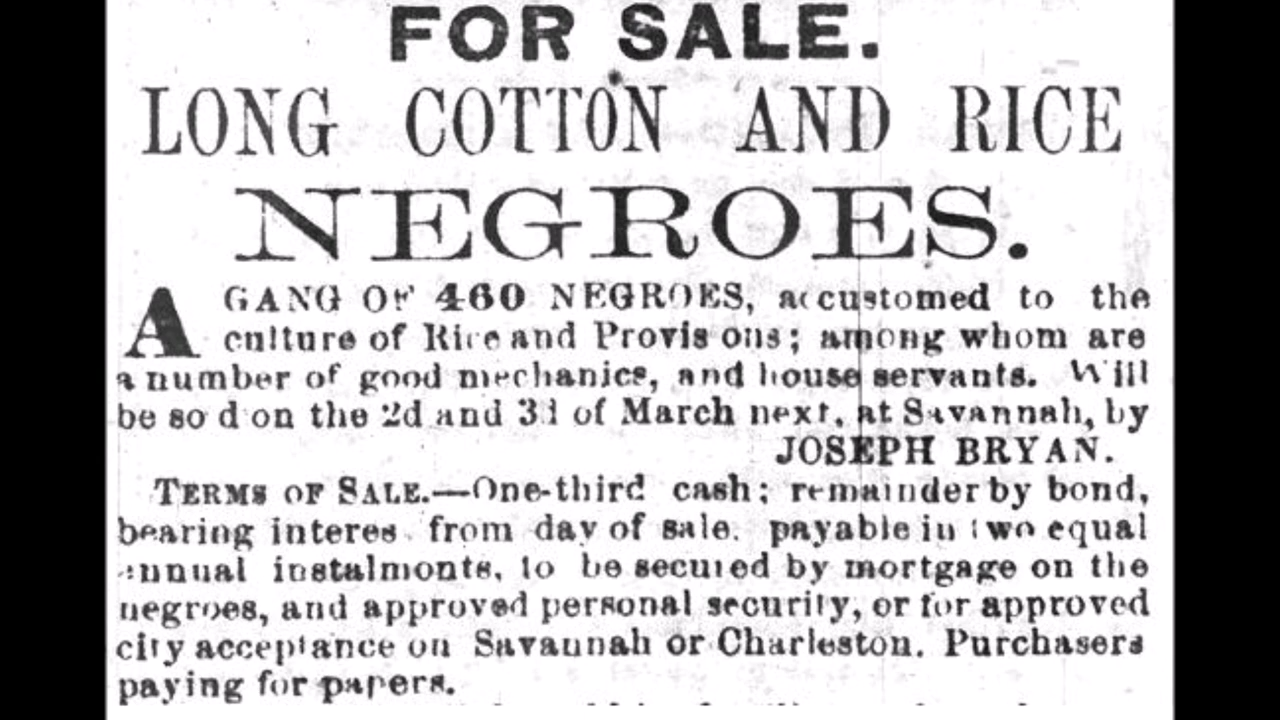 FOR SALE.
LONG COTTON AND RICE
NEGROES.
A GANG OF 460 NEGROES, accustomed to the
culture of Rice and Provis ons; among whom are
a number of good mechanics, and house servants. Will
be so d on the 2d and 3d of March next, at Savannah, by
JOSEPH BRYAN.
TERMS OF SALE.—One-third cash; remainder by bond,
bearing interes from day of sale. payable in two equal
annual instalments, to be secured by mortgage on the
negroes, and approved personal security, or for approved
city acceptance on Savannah or Charleston. Purchasers
paying for papers.